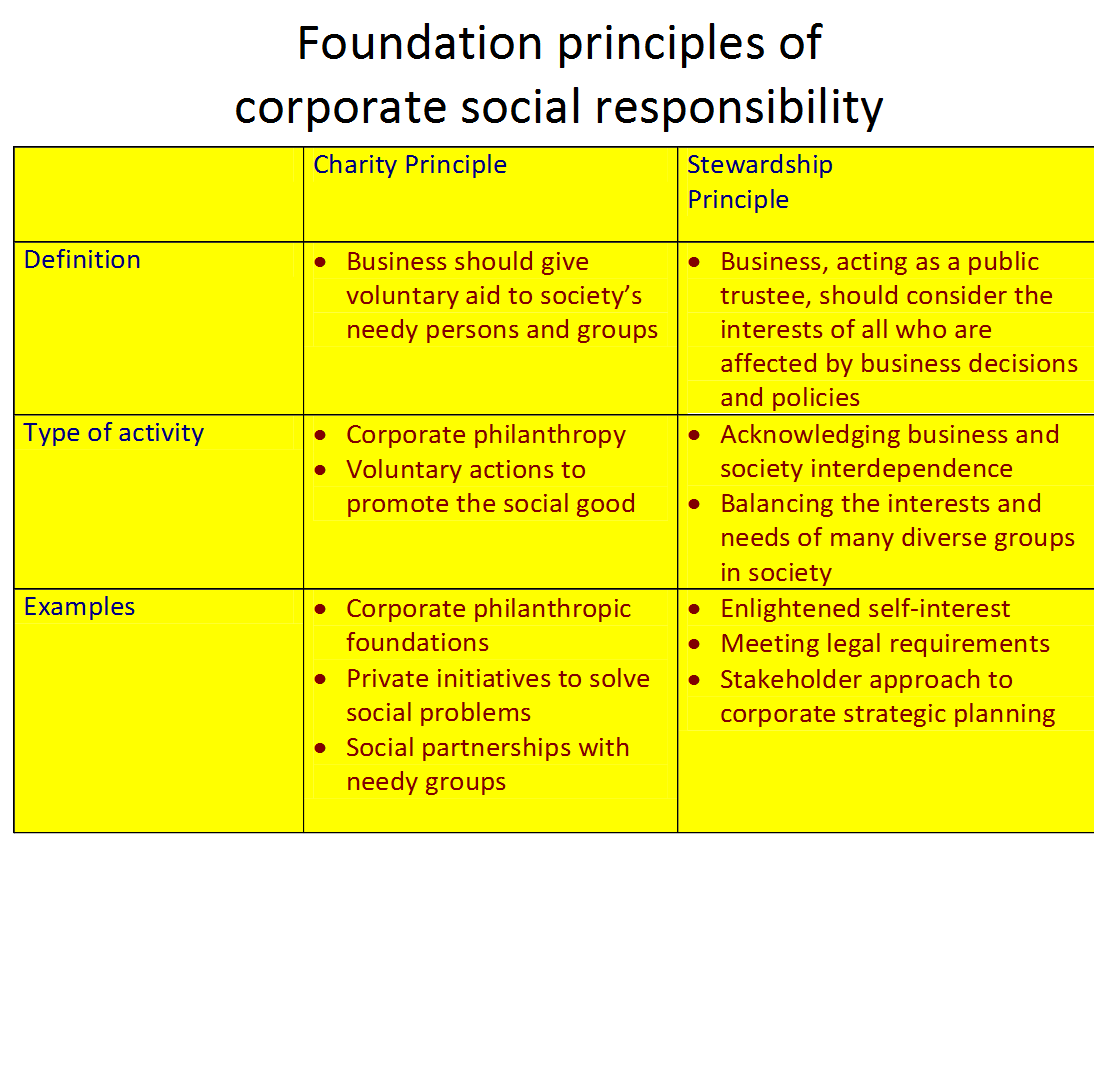 Foundation principles of
corporate social responsibility
Charity Principle
Stewardship
Principle
Definition
• Business should give
voluntary aid to society’s
needy persons and groups
• Business, acting as a public
trustee, should consider the
interests of all who are
affected by business decisions
and policies
Type of activity
• Corporate philanthropy
• Voluntary actions to
promote the social good
• Acknowledging business and
society interdependence
• Balancing the interests and
needs of many diverse groups
in society
Examples
• Corporate philanthropic
foundations
• Private initiatives to solve
social problems
• Social partnerships with
needy groups
• Enlightened self-interest
• Meeting legal requirements
• Stakeholder approach to
corporate strategic planning